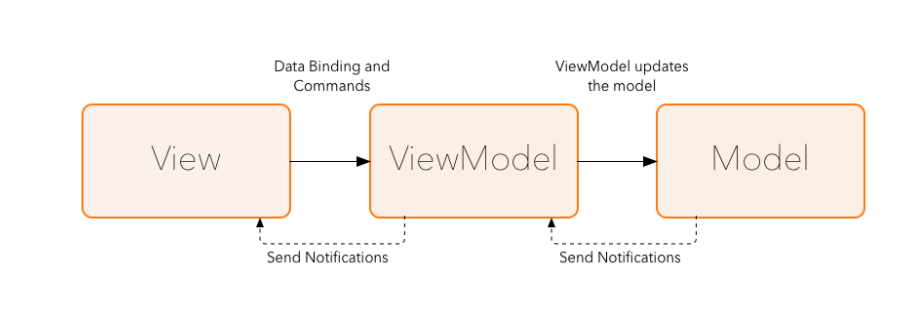 Data Binding and
Commands
ViewModel updates
the model
View
ViewModel
Model
Send Notifications
Send Notifications